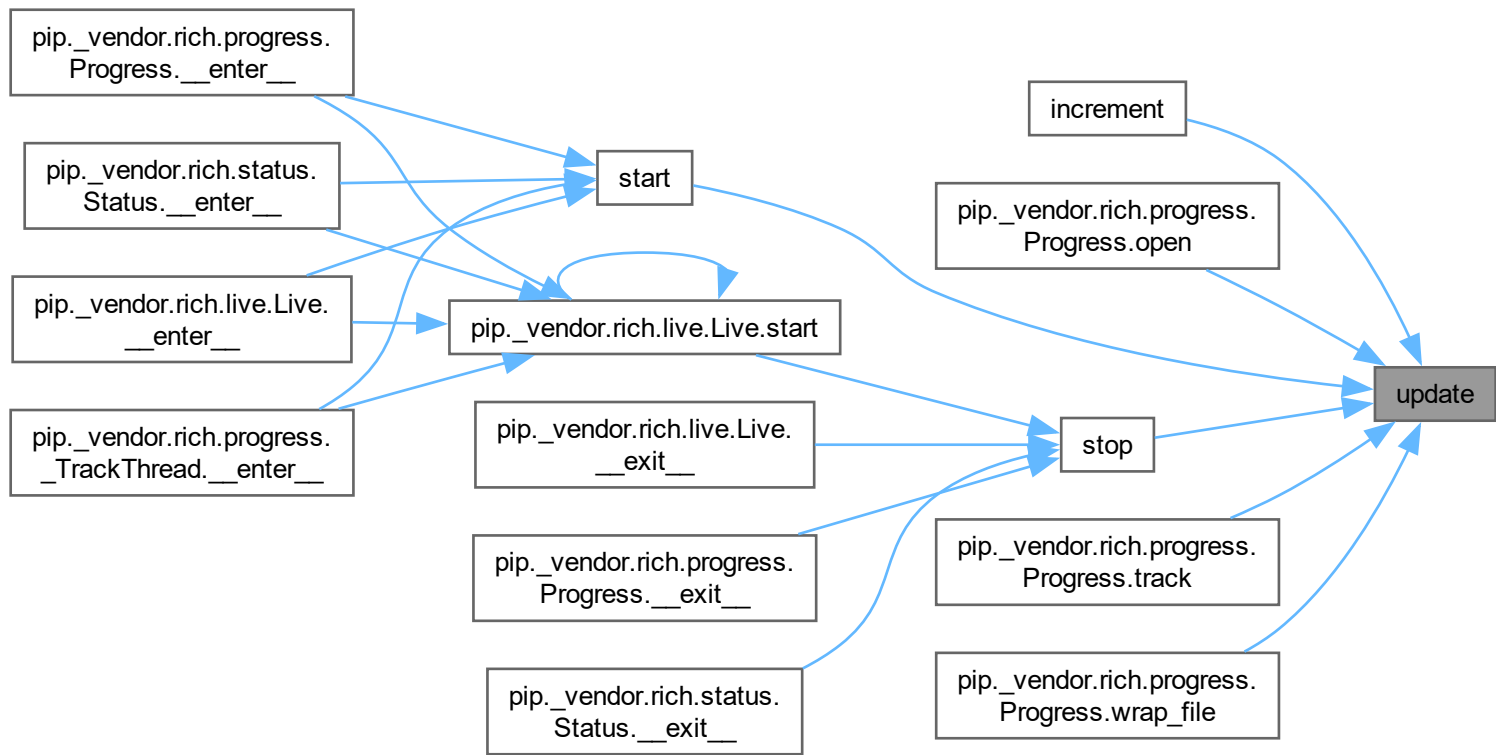 pip._vendor.rich.progress.
Progress.__enter__
pip._vendor.rich.status.
Status.__enter__
pip._vendor.rich.live.Live.
__enter__
pip._vendor.rich.progress.
_TrackThread.__enter__
start
pip._vendor.rich.live.Live.start
pip._vendor.rich.live.Live.
__exit__
pip._vendor.rich.progress.
Progress.__exit__
pip._vendor.rich.status.
Status.__exit__
increment
pip._vendor.rich.progress.
Progress.open
stop
pip._vendor.rich.progress.
Progress.track
pip._vendor.rich.progress.
Progress.wrap_file
update